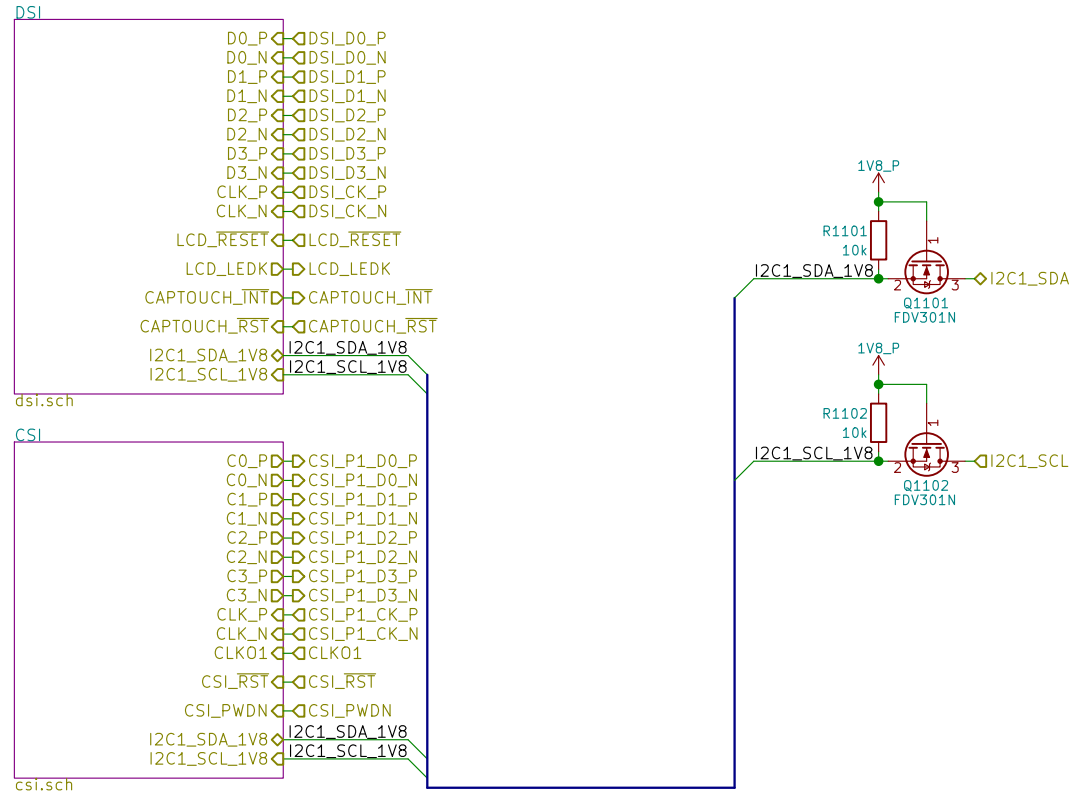 DSI
D0_P DSI_D0_P
D0_N DSI_D0_N
D1_P DSI_D1_P
D1_N DSI_D1_N
D2_P DSI_D2_P
D2_N DSI_D2_N
D3_P DSI_D3_P
D3_N DSI_D3_N
CLK_P DSI_CK_P
CLK_N DSI_CK_N
LCD_RESET LCD_RESET
LCD_LEDK LCD_LEDK
CAPTOUCH_INT CAPTOUCH_INT
CAPTOUCH_RST CAPTOUCH_RST
I2C1_SDA_1V8 I2C1_SDA_1V8
I2C1_SCL_1V8 I2C1_SCL_1V8
dsi.sch
CSI
C0_P CSI_P1_D0_P
C0_N CSI_P1_D0_N
C1_P CSI_P1_D1_P
C1_N CSI_P1_D1_N
C2_P CSI_P1_D2_P
C2_N CSI_P1_D2_N
C3_P CSI_P1_D3_P
C3_N CSI_P1_D3_N
CLK_P CSI_P1_CK_P
CLK_N CSI_P1_CK_N
CLKO1 CLKO1
CSI_RST CSI_RST
CSI_PWDN CSI_PWDN
I2C1_SDA_1V8 I2C1_SDA_1V8
I2C1_SCL_1V8 I2C1_SCL_1V8
csi.sch
1V8_P
R1101
10k
1
I2C1_SDA_1V8
2 3
I2C1_SDA
Q1101
FDV301N
1V8_P
R1102
10k
1
I2C1_SCL_1V8
2 3
I2C1_SCL
Q1102
FDV301N